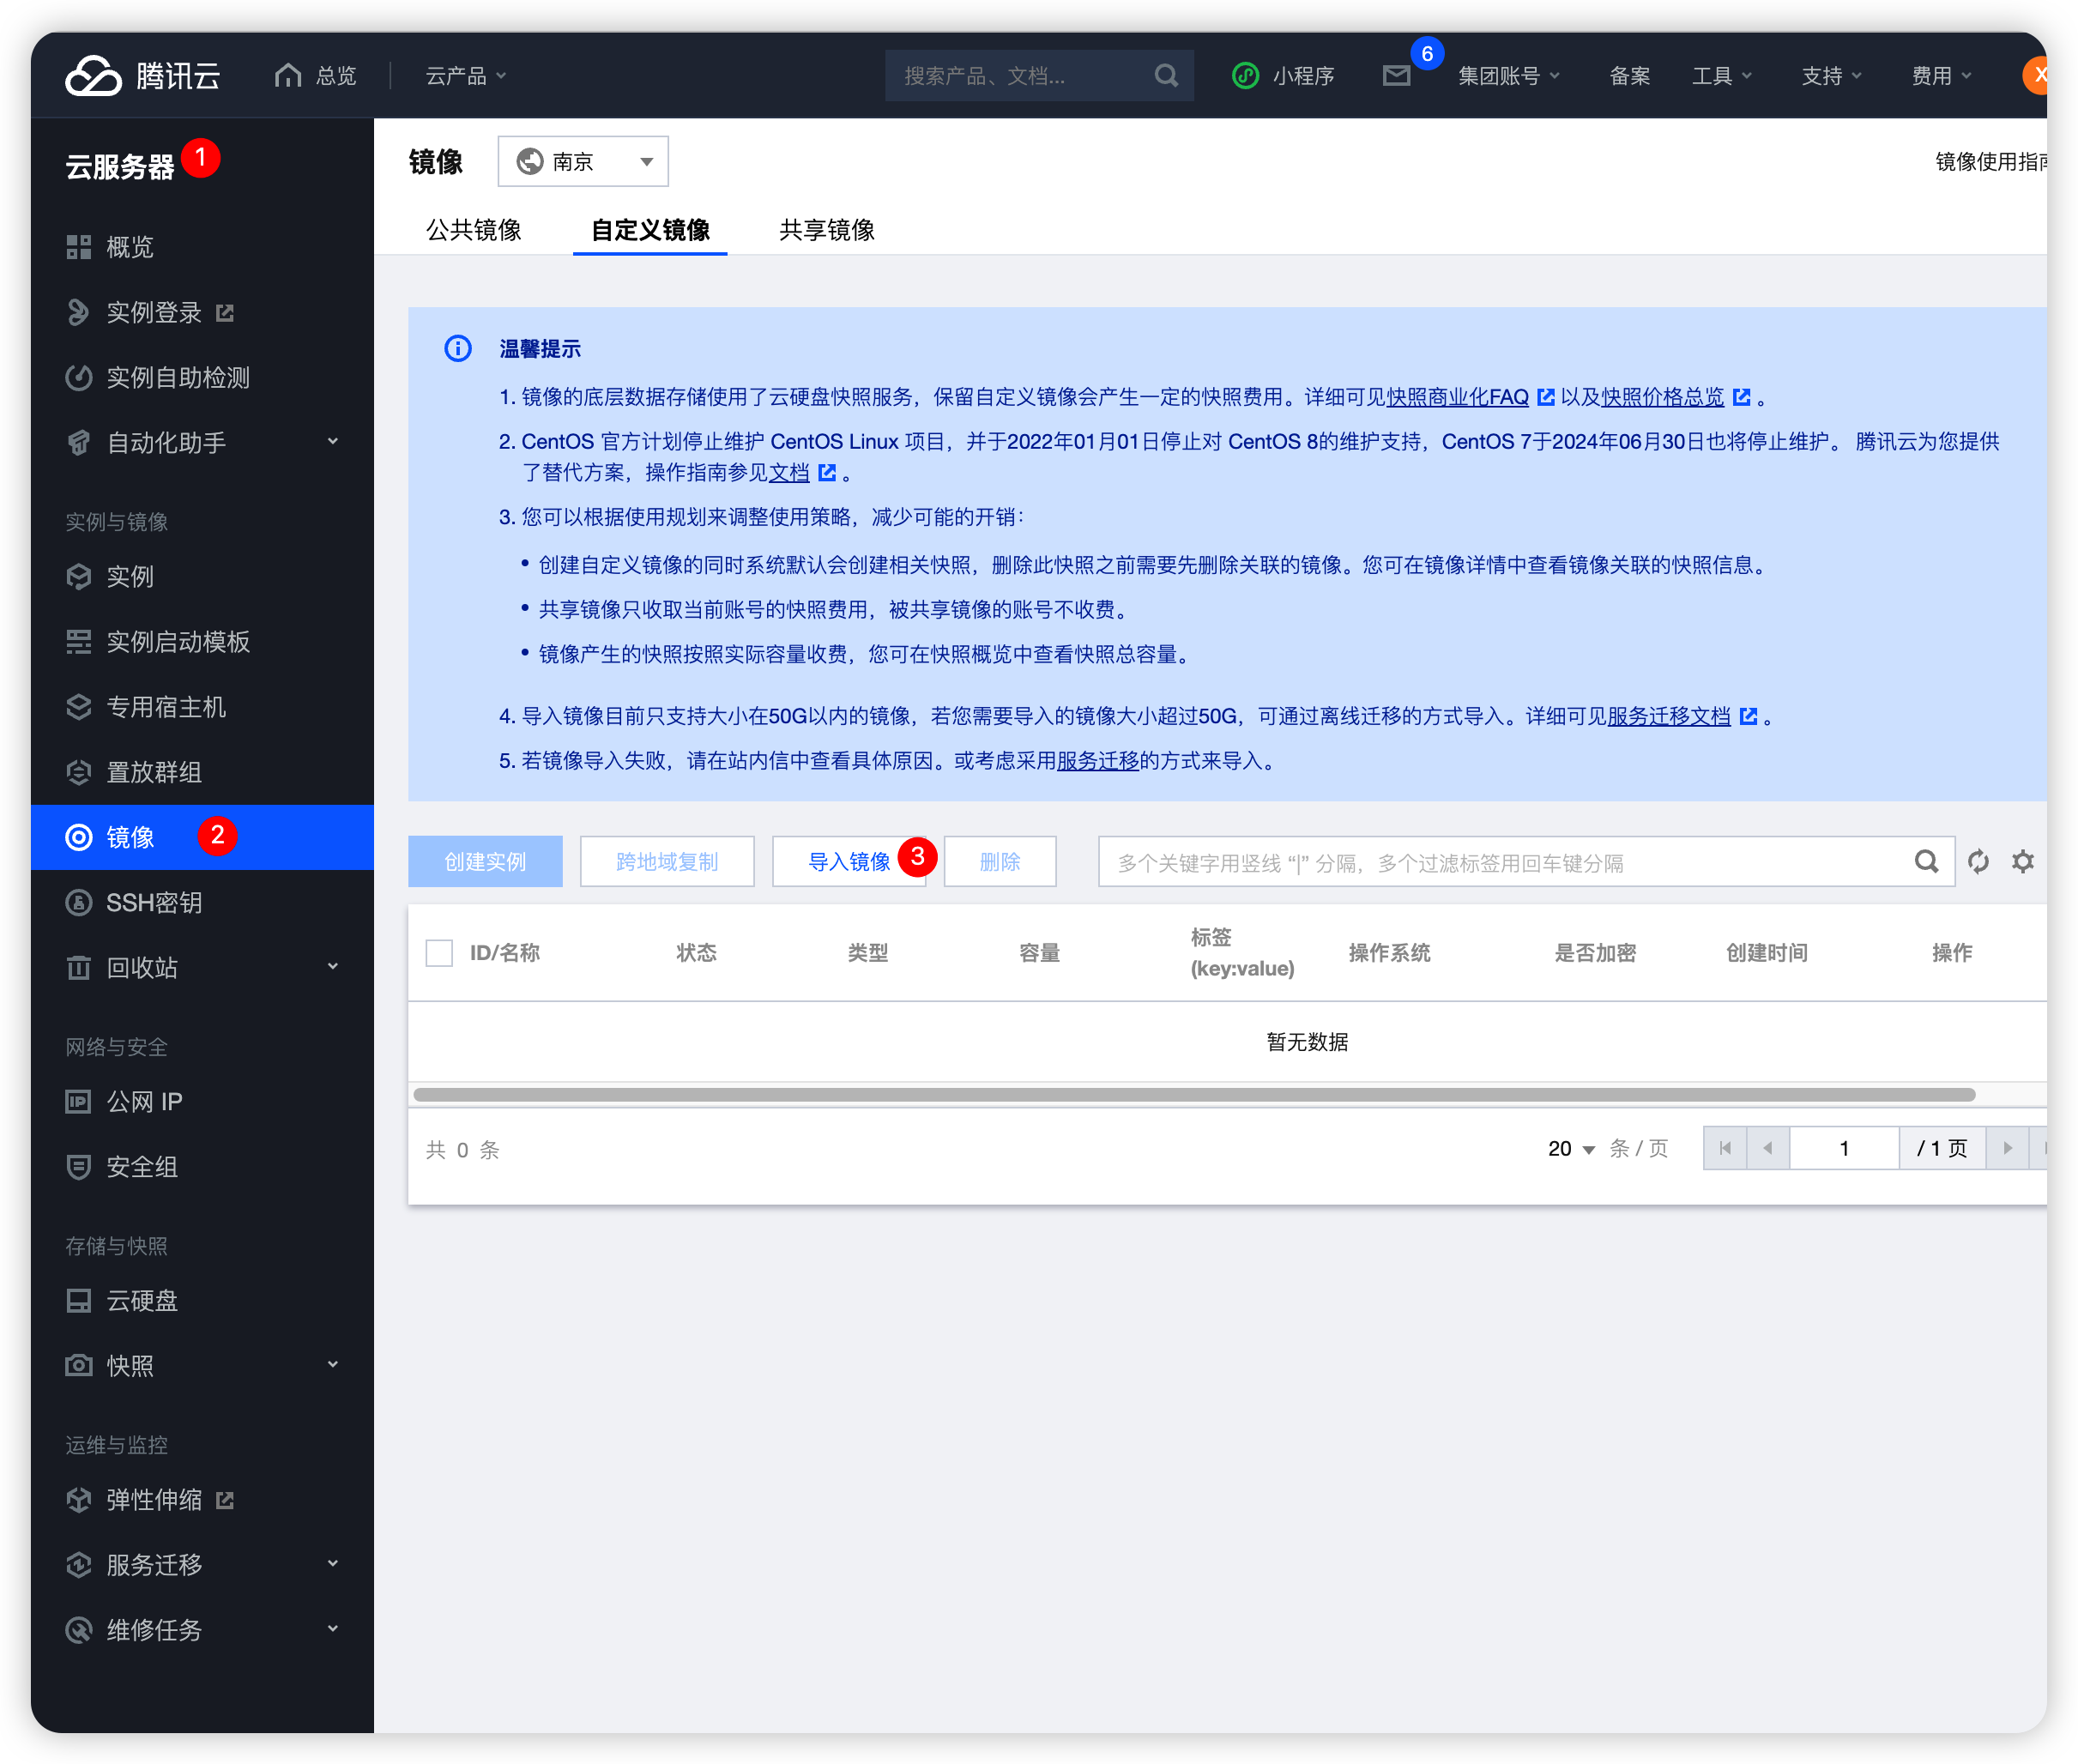 腾讯云
总览
云产品
搜索产品、文档...
小程序
6
集团账号
备案
工具
支持
费用
X
云服务器 1
概览
实例登录
实例自助检测
自动化助手
实例与镜像
实例
实例启动模板
专用宿主机
置放群组
镜像 2
SSH密钥
回收站
网络与安全
公网 IP
安全组
存储与快照
云硬盘
快照
运维与监控
弹性伸缩
服务迁移
维修任务
镜像
南京
镜像使用指南
公共镜像
自定义镜像
共享镜像
温馨提示
1. 镜像的底层数据存储使用了云硬盘快照服务，保留自定义镜像会产生一定的快照费用。详细可见快照商业化FAQ 以及快照价格总览 。
2. CentOS 官方计划停止维护 CentOS Linux 项目，并于2022年01月01日停止对 CentOS 8的维护支持，CentOS 7于2024年06月30日也将停止维护。 腾讯云为您提供
了替代方案，操作指南参见文档 。
3. 您可以根据使用规划来调整使用策略，减少可能的开销：
• 创建自定义镜像的同时系统默认会创建相关快照，删除此快照之前需要先删除关联的镜像。您可在镜像详情中查看镜像关联的快照信息。
• 共享镜像只收取当前账号的快照费用，被共享镜像的账号不收费。
• 镜像产生的快照按照实际容量收费，您可在快照概览中查看快照总容量。
4. 导入镜像目前只支持大小在50G以内的镜像，若您需要导入的镜像大小超过50G，可通过离线迁移的方式导入。详细可见服务迁移文档 。
5. 若镜像导入失败，请在站内信中查看具体原因。或考虑采用服务迁移的方式来导入。
创建实例
跨地域复制
导入镜像 3
删除
多个关键字用竖线 “|” 分隔，多个过滤标签用回车键分隔
ID/名称
状态
类型
容量
标签
(key:value)
操作系统
是否加密
创建时间
操作
暂无数据
共 0 条
20 条 / 页
1
/ 1 页